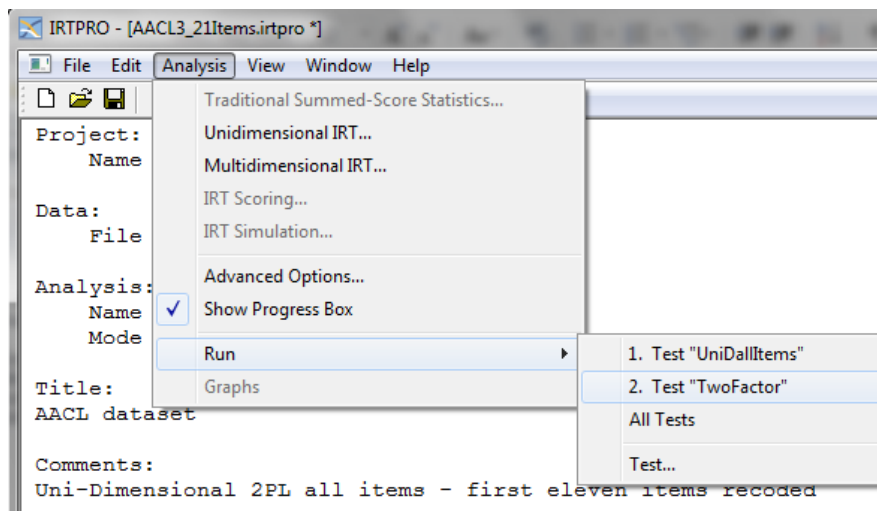 IRTPRO - [AACL3_21Items.irtpro *]
File Edit Analysis View Window Help
Traditional Summed-Score Statistics...
Project:
Unidimensional IRT...
Name
Multidimensional IRT...
IRT Scoring...
Data:
File
IRT Simulation...
Advanced Options...
Analysis:
Name
Show Progress Box
Mode
Run
1. Test "UniDallItems"
Title:
Graphs
2. Test "TwoFactor"
AACL dataset
All Tests
Comments:
Test...
Uni-Dimensional 2PL all items - first eleven items recoded